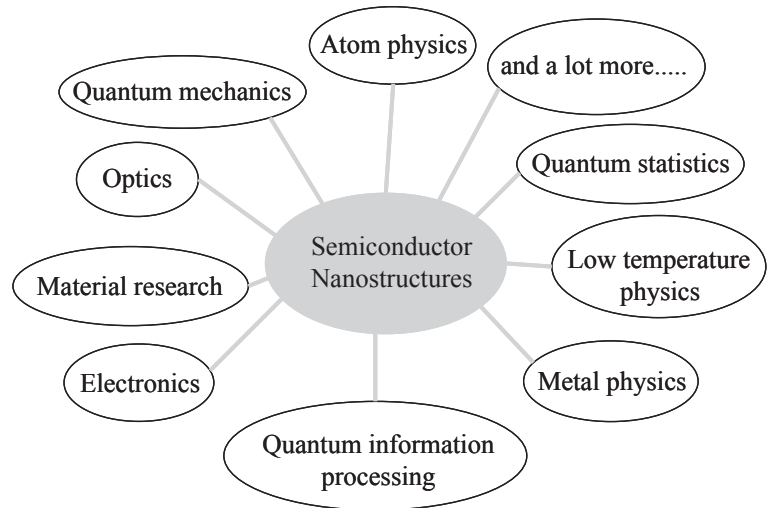 Atom physics
and a lot more.....
Quantum mechanics
Quantum statistics
Optics
Semiconductor
Nanostructures
Low temperature
physics
Material research
Electronics
Metal physics
Quantum information
processing